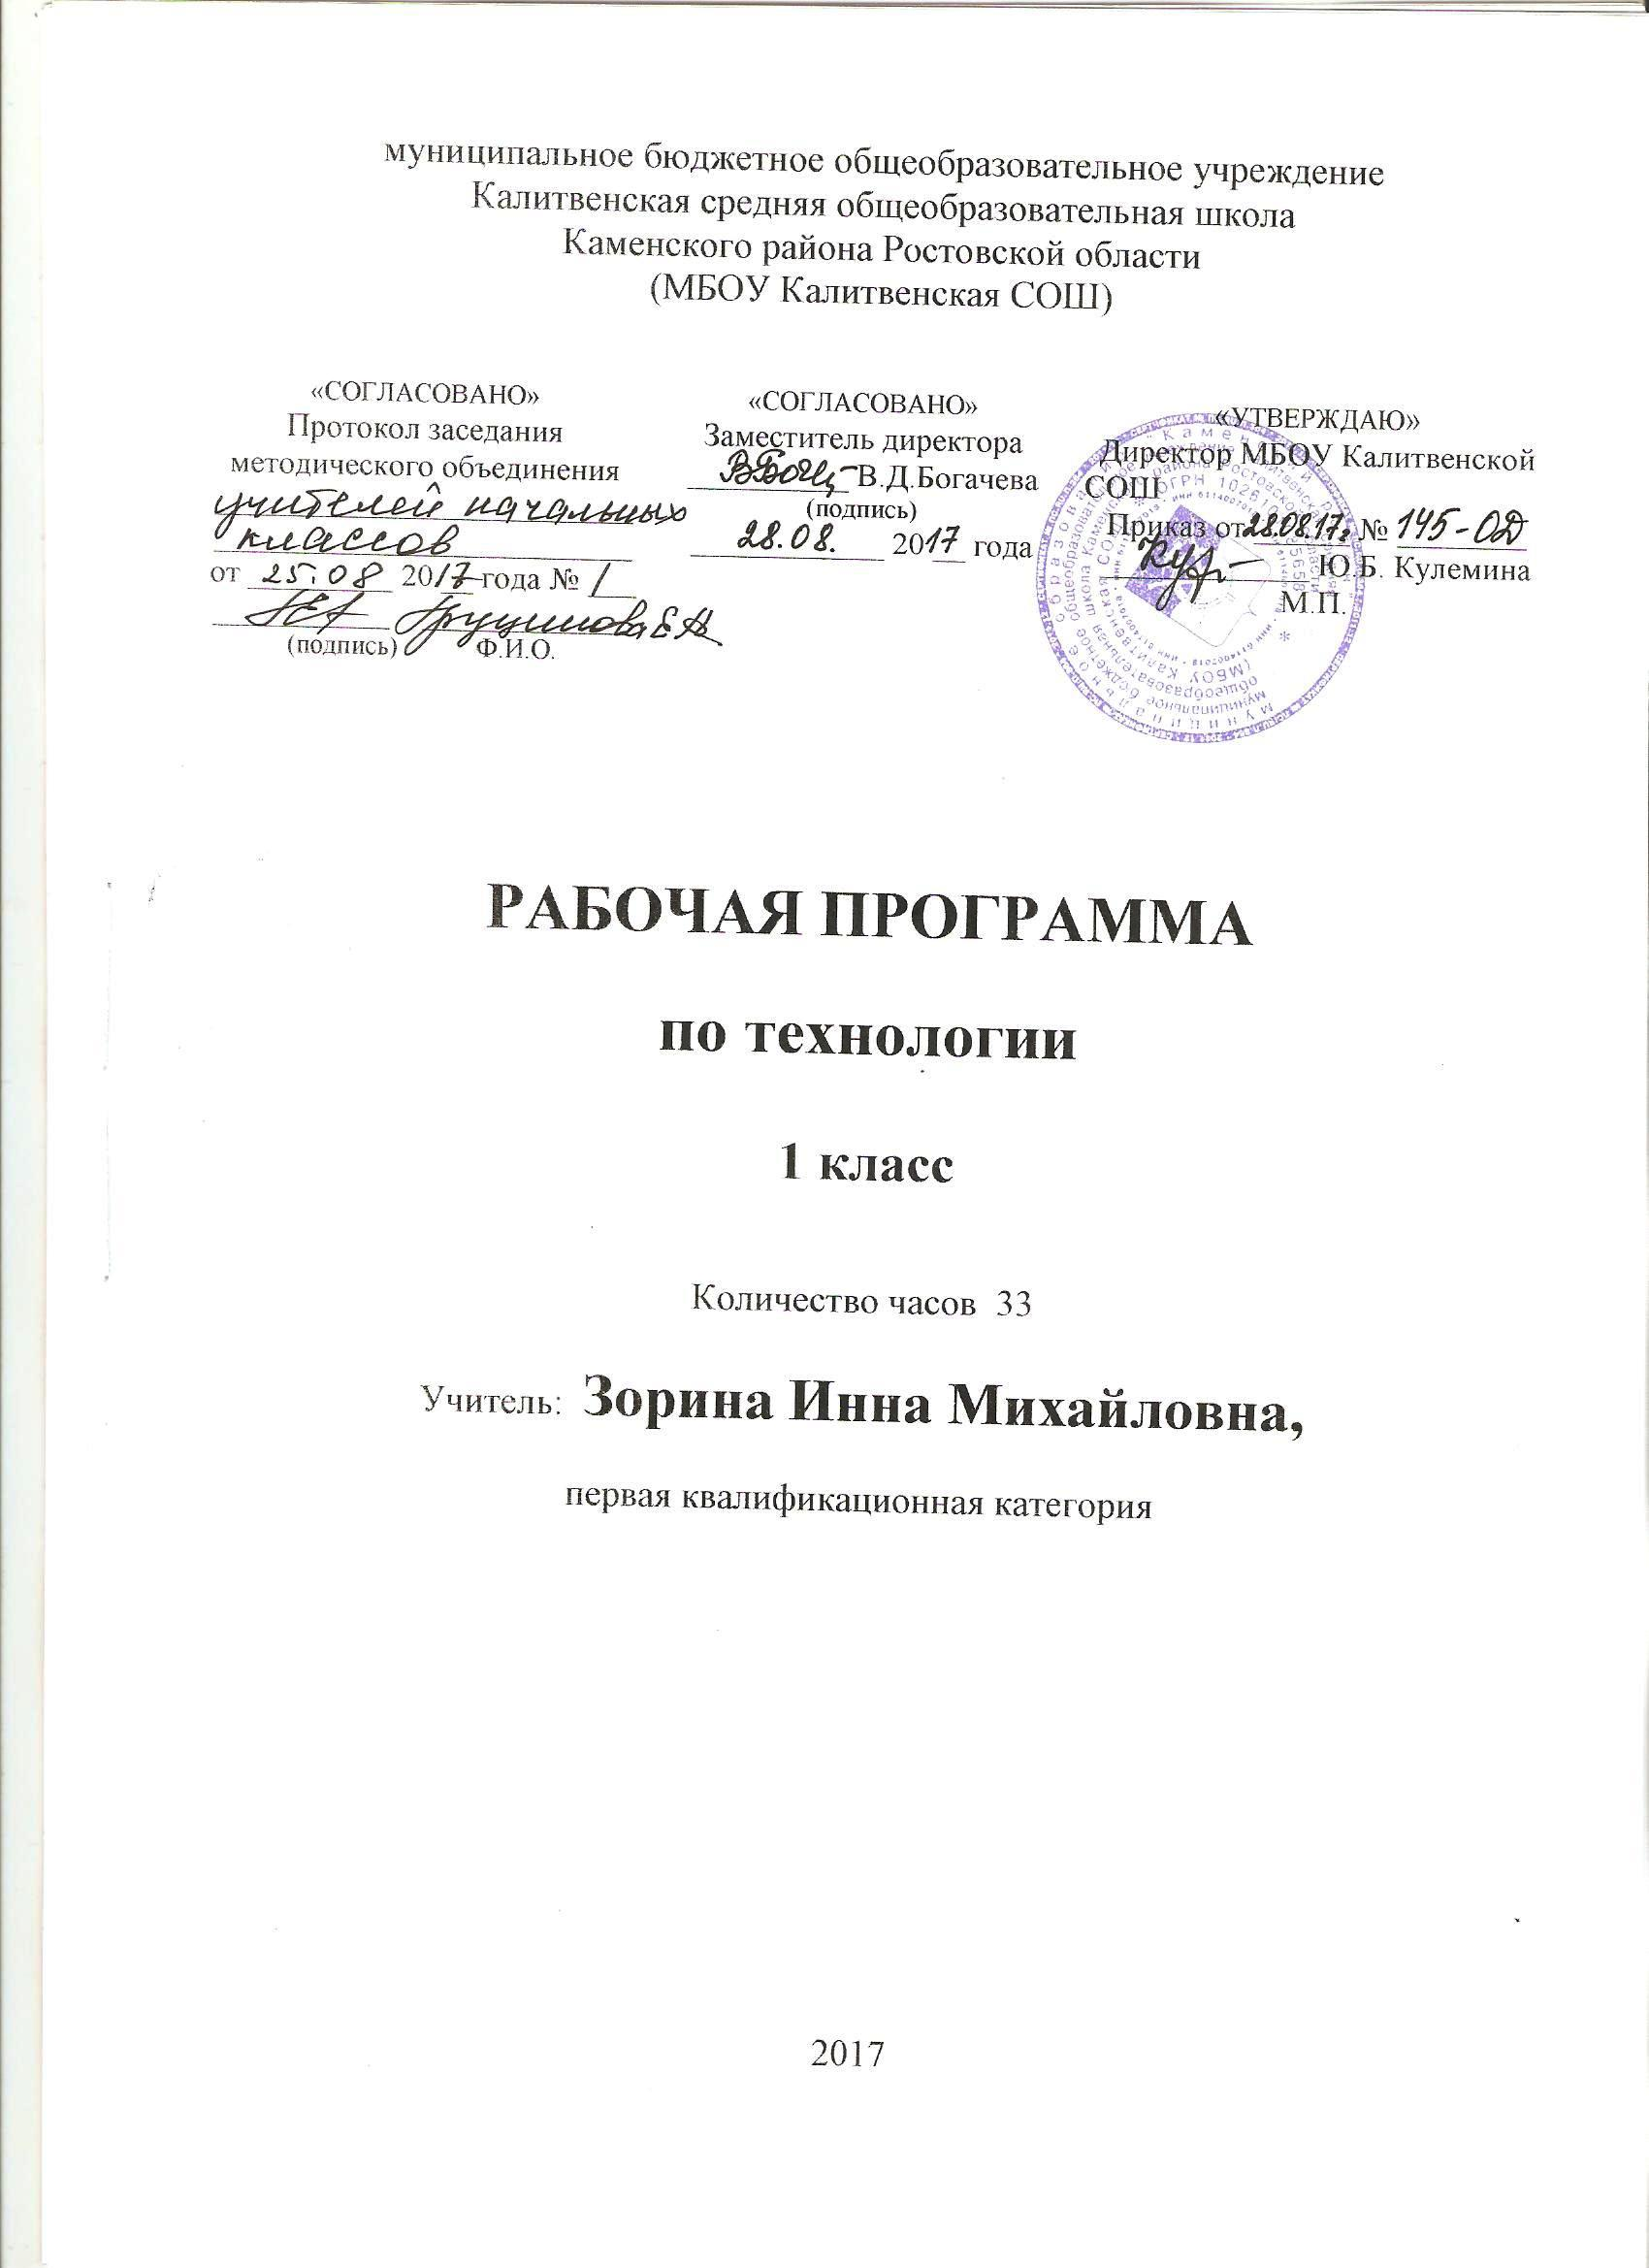 муниципальное бюджетное общеобразовательное учреждение
Калитвенская средняя общеобразовательная школа
Каменского района Ростовской области
(МБОУ Калитвенская СОШ)
«СОГЛАСОВАНО»
Протокол заседания
методического объединения
учителей начальных
классов
от 25.08 2017 года № 1
(подпись) Ф.И.О.
«СОГЛАСОВАНО»
Заместитель директора
В.Д.Богачева
(подпись)
28.08. 2017 года
«УТВЕРЖДАЮ»
Директор МБОУ Калитвенской
СОШ
Приказ от 28.08.17г № 145-ОД
Ю.Б. Кулемина
М.П.
РАБОЧАЯ ПРОГРАММА
по технологии
1 класс
Количество часов 33
Учитель: Зорина Инна Михайловна,
первая квалификационная категория
2017